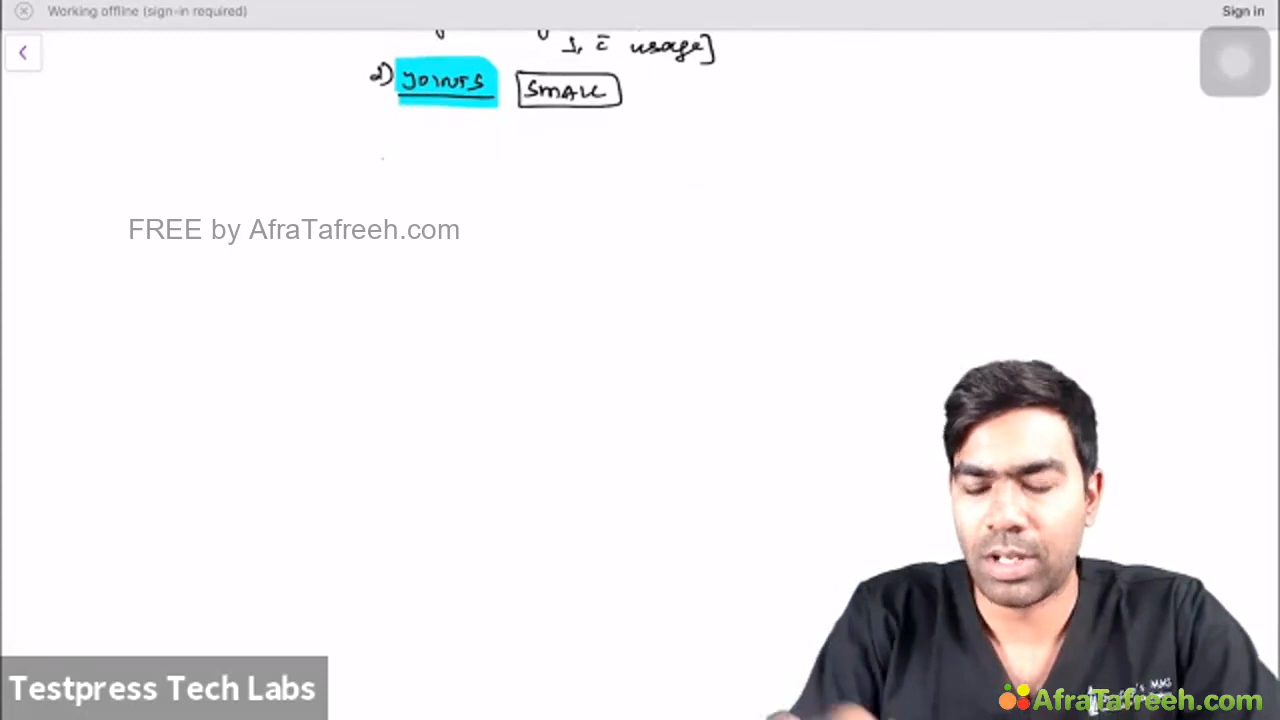 Working offline (sign-in required)
Sign in
↓, c̄ usage]
2) JOINTS SMALL
FREE by AfraTafreeh.com
Testpress Tech Labs
AfraTafreeh.com